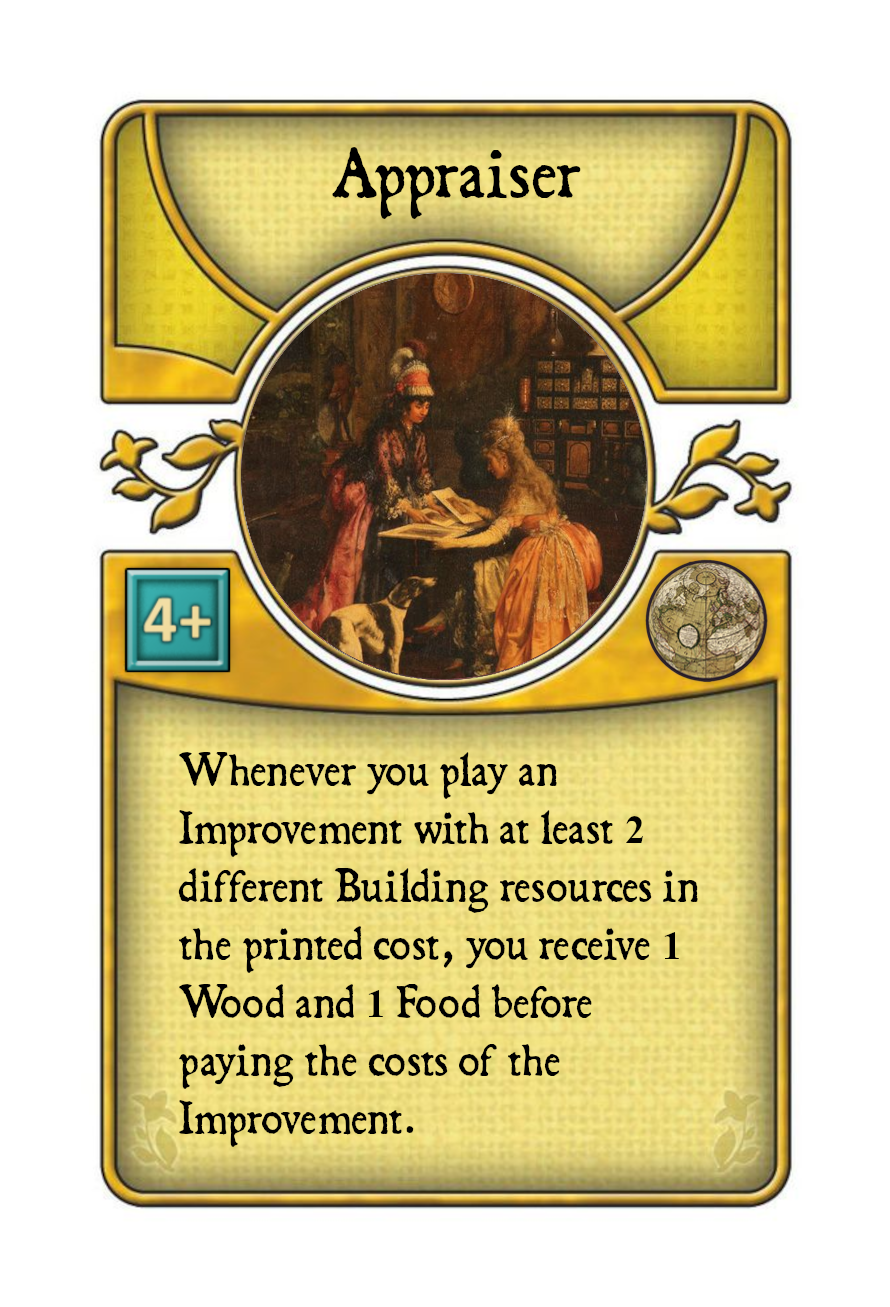 Appraiser
4+
Whenever you play an
Improvement with at least 2
different Building resources in
the printed cost, you receive 1
Wood and 1 Food before
paying the costs of the
Improvement.